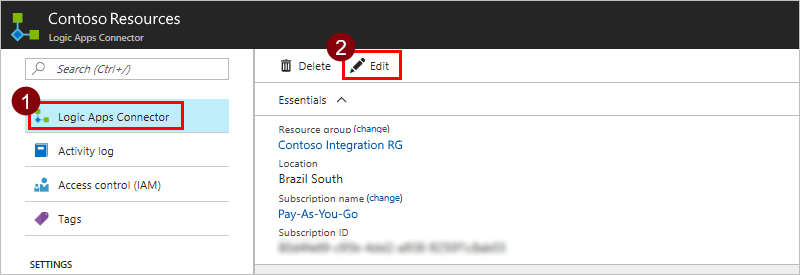 Contoso Resources
Logic Apps Connector
Search (Ctrl+/)
1
Logic Apps Connector
Activity log
Access control (IAM)
Tags
SETTINGS
2
Delete
Edit
Essentials
Resource group (change)
Contoso Integration RG
Location
Brazil South
Subscription name (change)
Pay-As-You-Go
Subscription ID